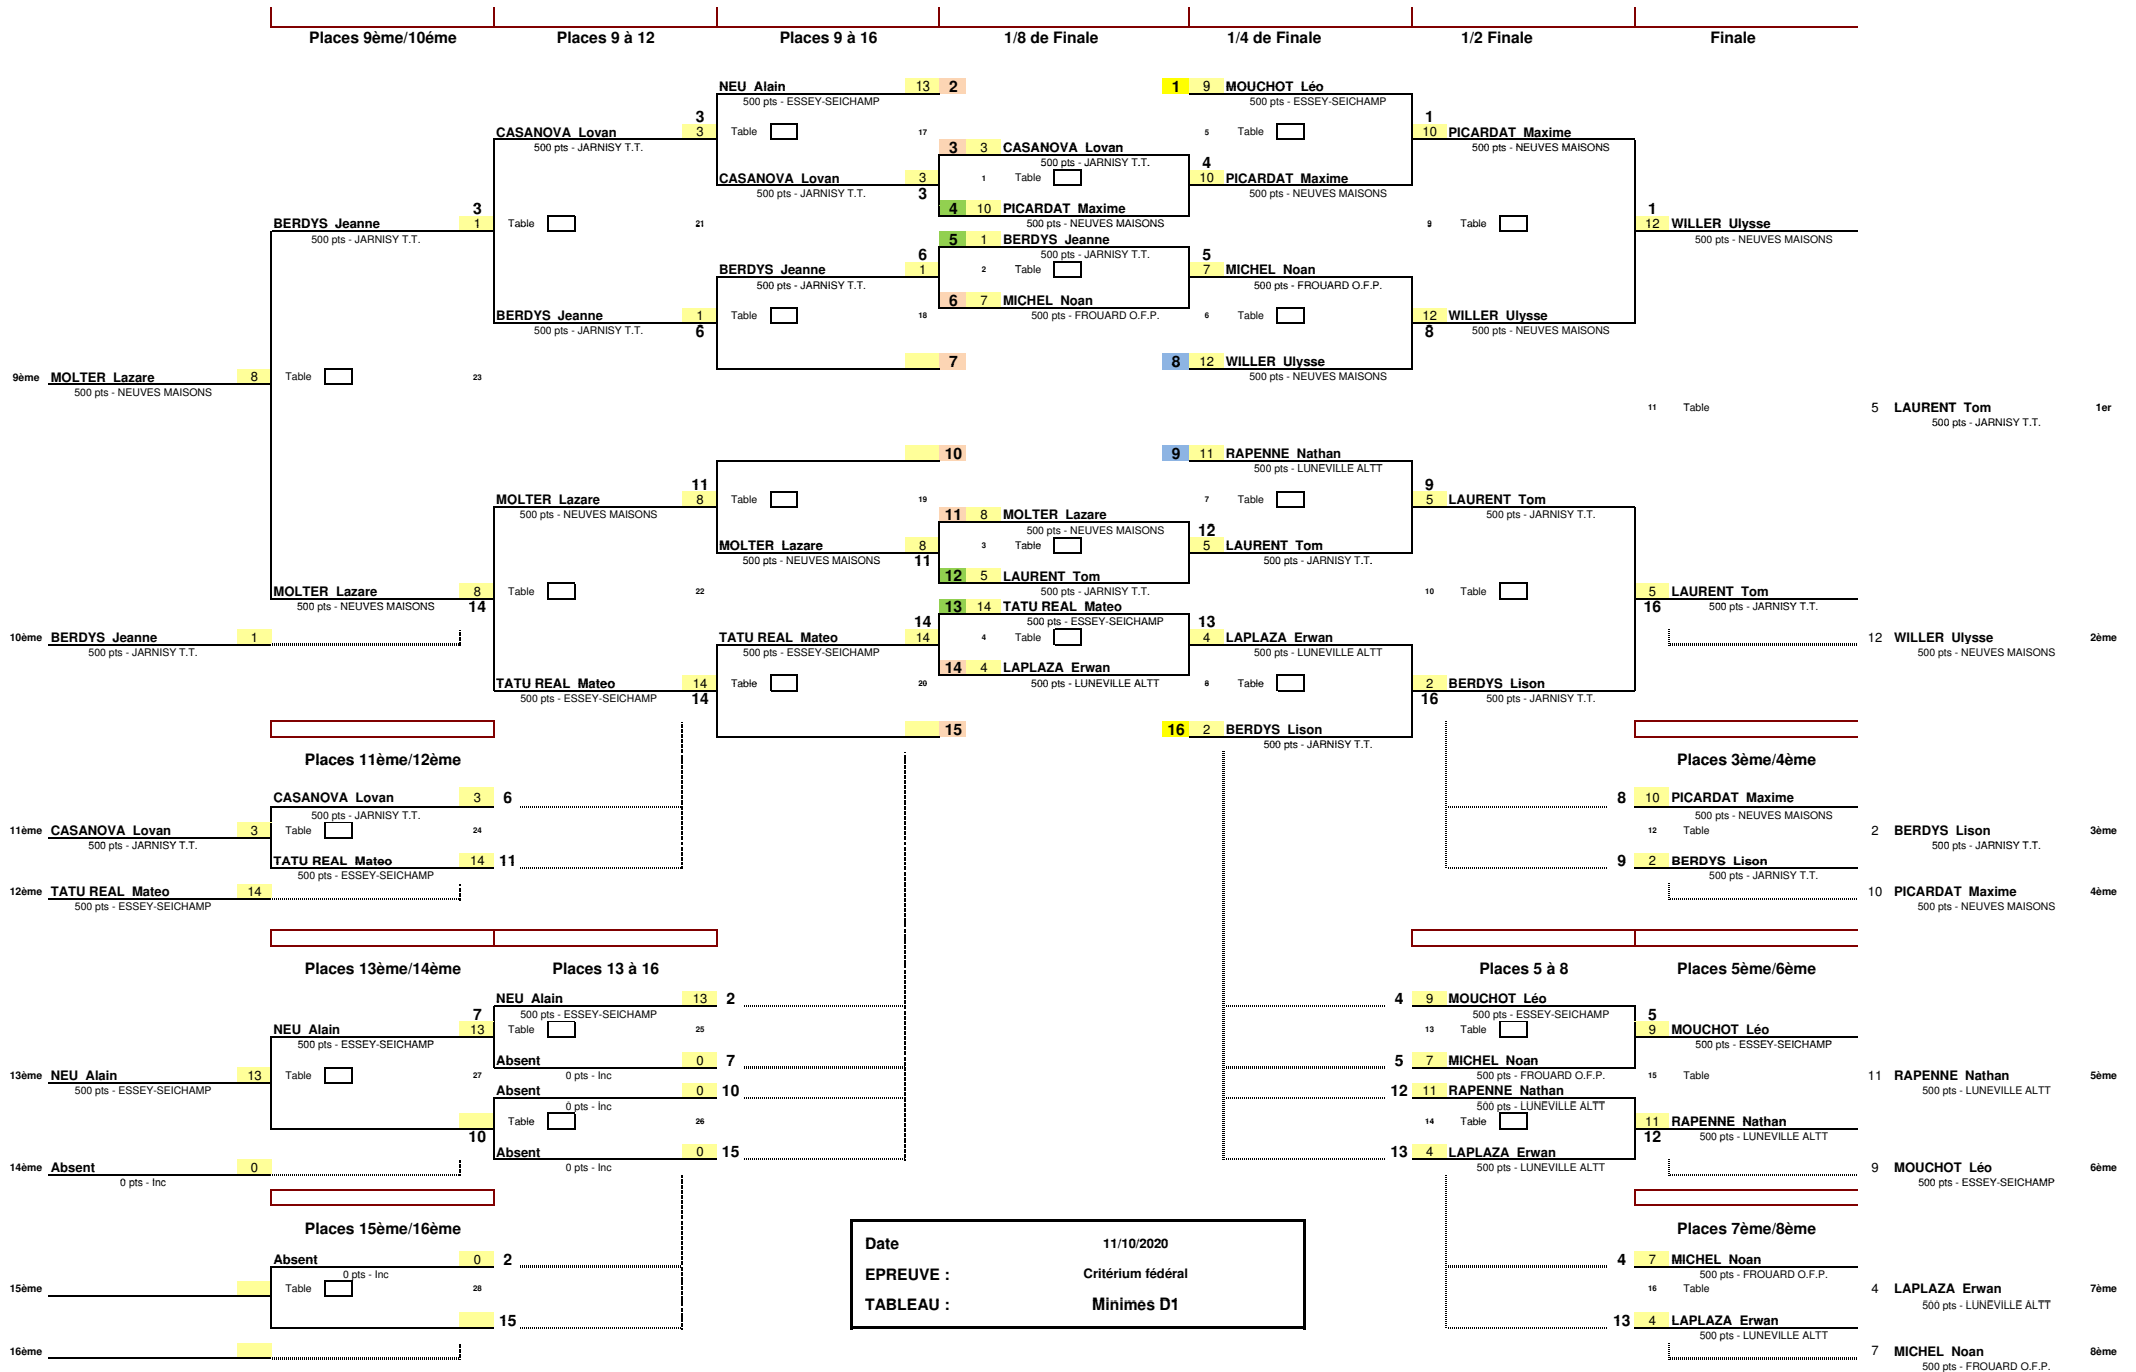 Places 9ème/10éme Places 9 à 12 Places 9 à 16 1/8 de Finale 1/4 de Finale 1/2 Finale Finale
NEU Alain 13 2 1 9 MOUCHOT Léo
500 pts - ESSEY-SEICHAMP 500 pts - ESSEY-SEICHAMP
3 1
CASANOVA Lovan 3 Table 17 5 Table 10 PICARDAT Maxime
500 pts - JARNISY T.T. 3 3 CASANOVA Lovan 500 pts - NEUVES MAISONS
500 pts - JARNISY T.T. 4
CASANOVA Lovan 3 1 Table 10 PICARDAT Maxime
500 pts - JARNISY T.T. 3 500 pts - NEUVES MAISONS
3 4 10 PICARDAT Maxime 1
BERDYS Jeanne 1 Table 21 500 pts - NEUVES MAISONS 9 Table 12 WILLER Ulysse
500 pts - JARNISY T.T. 5 1 BERDYS Jeanne 500 pts - NEUVES MAISONS
6 500 pts - JARNISY T.T. 5
BERDYS Jeanne 1 2 Table 7 MICHEL Noan
500 pts - JARNISY T.T. 500 pts - FROUARD O.F.P.
6 7 MICHEL Noan
BERDYS Jeanne 1 Table 18 500 pts - FROUARD O.F.P. 6 Table 12 WILLER Ulysse
500 pts - JARNISY T.T. 6 8 500 pts - NEUVES MAISONS
7 8 12 WILLER Ulysse
9ème MOLTER Lazare 8 Table 23 500 pts - NEUVES MAISONS
500 pts - NEUVES MAISONS
11 Table 5 LAURENT Tom 1er
500 pts - JARNISY T.T.
10 9 11 RAPENNE Nathan
500 pts - LUNEVILLE ALTT
11 9
MOLTER Lazare 8 Table 19 7 Table 5 LAURENT Tom
500 pts - NEUVES MAISONS 11 8 MOLTER Lazare 500 pts - JARNISY T.T.
500 pts - NEUVES MAISONS 12
MOLTER Lazare 8 3 Table 5 LAURENT Tom
500 pts - NEUVES MAISONS 11 500 pts - JARNISY T.T.
12 5 LAURENT Tom
MOLTER Lazare 8 Table 22 500 pts - JARNISY T.T. 10 Table 5 LAURENT Tom
500 pts - NEUVES MAISONS 14 13 14 TATU REAL Mateo 16 500 pts - JARNISY T.T.
14 500 pts - ESSEY-SEICHAMP 13
10ème BERDYS Jeanne 1 TATU REAL Mateo 14 4 Table 4 LAPLAZA Erwan 12 WILLER Ulysse 2ème
500 pts - JARNISY T.T. 500 pts - ESSEY-SEICHAMP 500 pts - LUNEVILLE ALTT 500 pts - NEUVES MAISONS
14 4 LAPLAZA Erwan
TATU REAL Mateo 14 Table 20 500 pts - LUNEVILLE ALTT 8 Table 2 BERDYS Lison
500 pts - ESSEY-SEICHAMP 14 16 500 pts - JARNISY T.T.
15 16 2 BERDYS Lison
500 pts - JARNISY T.T.
Places 11ème/12ème Places 3ème/4ème
CASANOVA Lovan 3 6 8 10 PICARDAT Maxime
500 pts - JARNISY T.T. 500 pts - NEUVES MAISONS
11ème CASANOVA Lovan 3 Table 24 12 Table 2 BERDYS Lison 3ème
500 pts - JARNISY T.T. 500 pts - JARNISY T.T.
TATU REAL Mateo 14 11 9 2 BERDYS Lison
500 pts - ESSEY-SEICHAMP 500 pts - JARNISY T.T.
12ème TATU REAL Mateo 14 10 PICARDAT Maxime 4ème
500 pts - ESSEY-SEICHAMP 500 pts - NEUVES MAISONS
Places 13ème/14ème Places 13 à 16 Places 5 à 8 Places 5ème/6ème
NEU Alain 13 2 4 9 MOUCHOT Léo
7 500 pts - ESSEY-SEICHAMP 500 pts - ESSEY-SEICHAMP 5
NEU Alain 13 Table 25 13 Table 9 MOUCHOT Léo
500 pts - ESSEY-SEICHAMP 500 pts - ESSEY-SEICHAMP
Absent 0 7 5 7 MICHEL Noan
13ème NEU Alain 13 Table 27 0 pts - Inc 500 pts - FROUARD O.F.P. 15 Table 11 RAPENNE Nathan 5ème
500 pts - ESSEY-SEICHAMP Absent 0 10 12 11 RAPENNE Nathan 500 pts - LUNEVILLE ALTT
0 pts - Inc 500 pts - LUNEVILLE ALTT
Table 26 14 Table 11 RAPENNE Nathan
10 12 500 pts - LUNEVILLE ALTT
Absent 0 15 13 4 LAPLAZA Erwan
14ème Absent 0 0 pts - Inc 500 pts - LUNEVILLE ALTT 9 MOUCHOT Léo 6ème
0 pts - Inc 500 pts - ESSEY-SEICHAMP
Places 15ème/16ème Places 7ème/8ème
Date 11/10/2020
Absent 0 2 4 7 MICHEL Noan
0 pts - Inc EPREUVE : Critérium fédéral 500 pts - FROUARD O.F.P.
15ème Table 28 16 Table 4 LAPLAZA Erwan 7ème
TABLEAU : Minimes D1 500 pts - LUNEVILLE ALTT
15 13 4 LAPLAZA Erwan
500 pts - LUNEVILLE ALTT
16ème 7 MICHEL Noan 8ème
500 pts - FROUARD O.F.P.